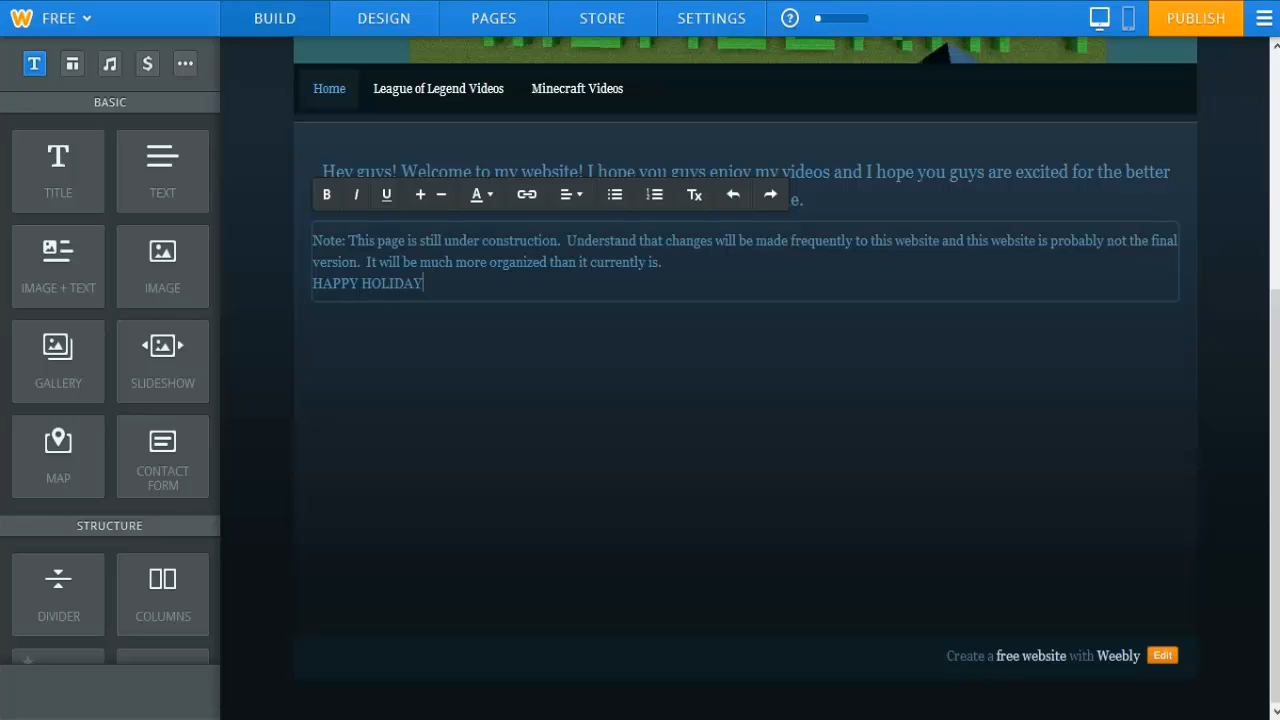 FREE
BUILD
DESIGN
PAGES
STORE
SETTINGS
?
PUBLISH
T
$
BASIC
TITLE
TEXT
IMAGE + TEXT
IMAGE
GALLERY
SLIDESHOW
MAP
CONTACT
FORM
STRUCTURE
DIVIDER
COLUMNS
Home
League of Legend Videos
Minecraft Videos
Hey guys! Welcome to my website! I hope you guys enjoy my videos and I hope you guys are excited for the better
e.
B I U + − A Tx
Note: This page is still under construction. Understand that changes will be made frequently to this website and this website is probably not the final
version. It will be much more organized than it currently is.
HAPPY HOLIDAY
Create a free website with Weebly
Edit